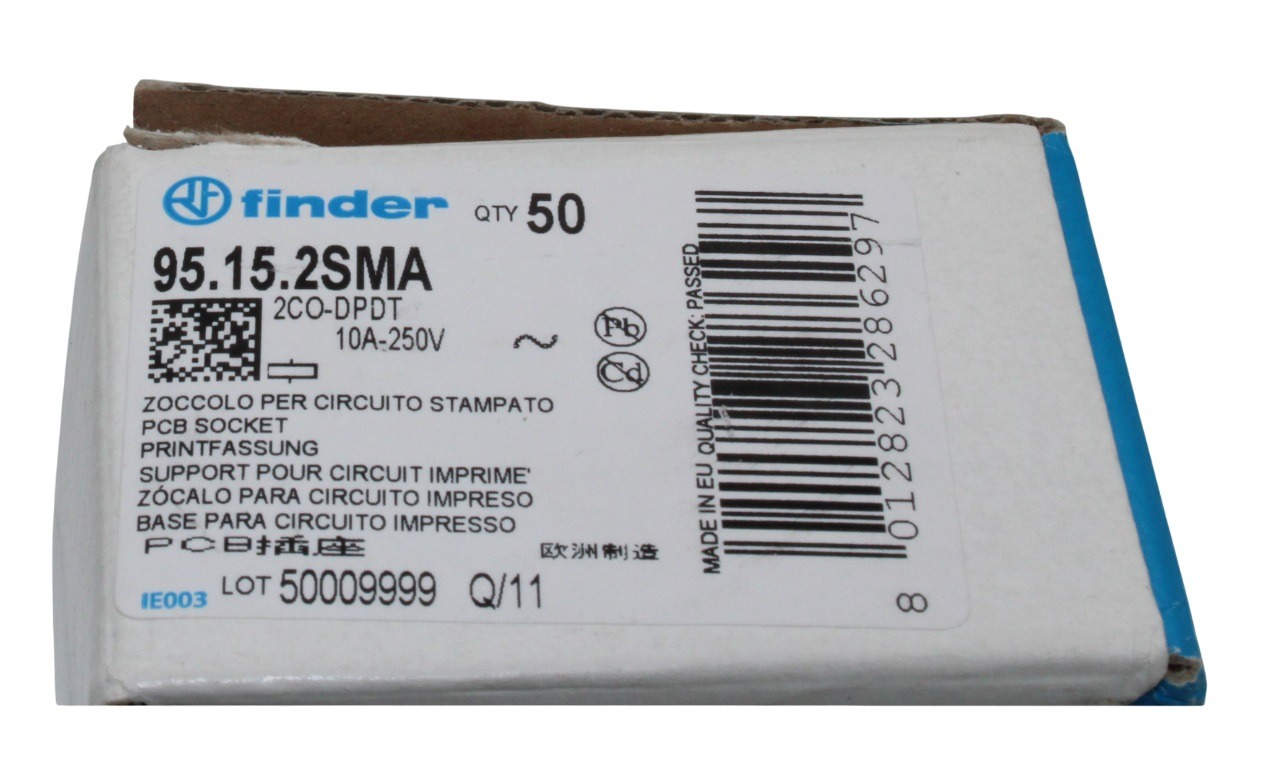 finder QTY 50
95.15.2SMA
2CO-DPDT
10A-250V
ZOCCOLO PER CIRCUITO STAMPATO
PCB SOCKET
PRINTFASSUNG
SUPPORT POUR CIRCUIT IMPRIME'
ZÓCALO PARA CIRCUITO IMPRESO
BASE PARA CIRCUITO IMPRESSO
PCB插座 欧洲制造
IE003 LOT 50009999 Q/11
MADE IN EU QUALITY CHECK: PASSED
8 012823 286297